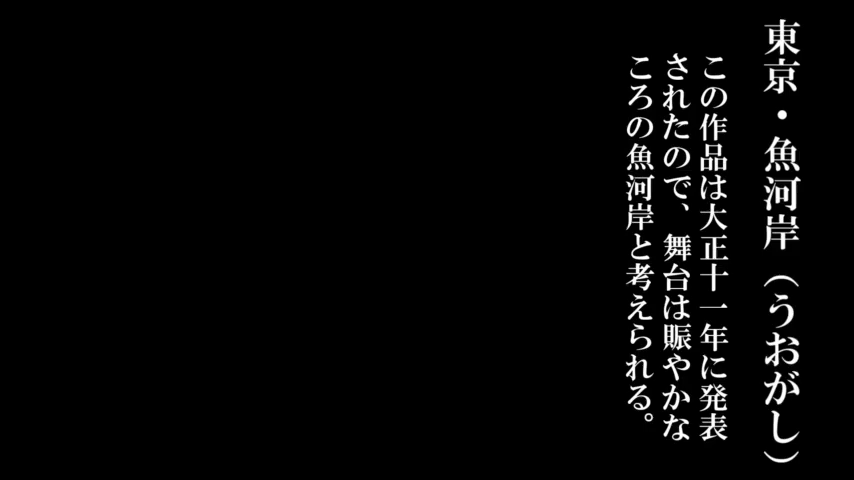 東京・魚河岸（うおがし）
この作品は大正十一年に発表
されたので、舞台は賑やかな
ころの魚河岸と考えられる。